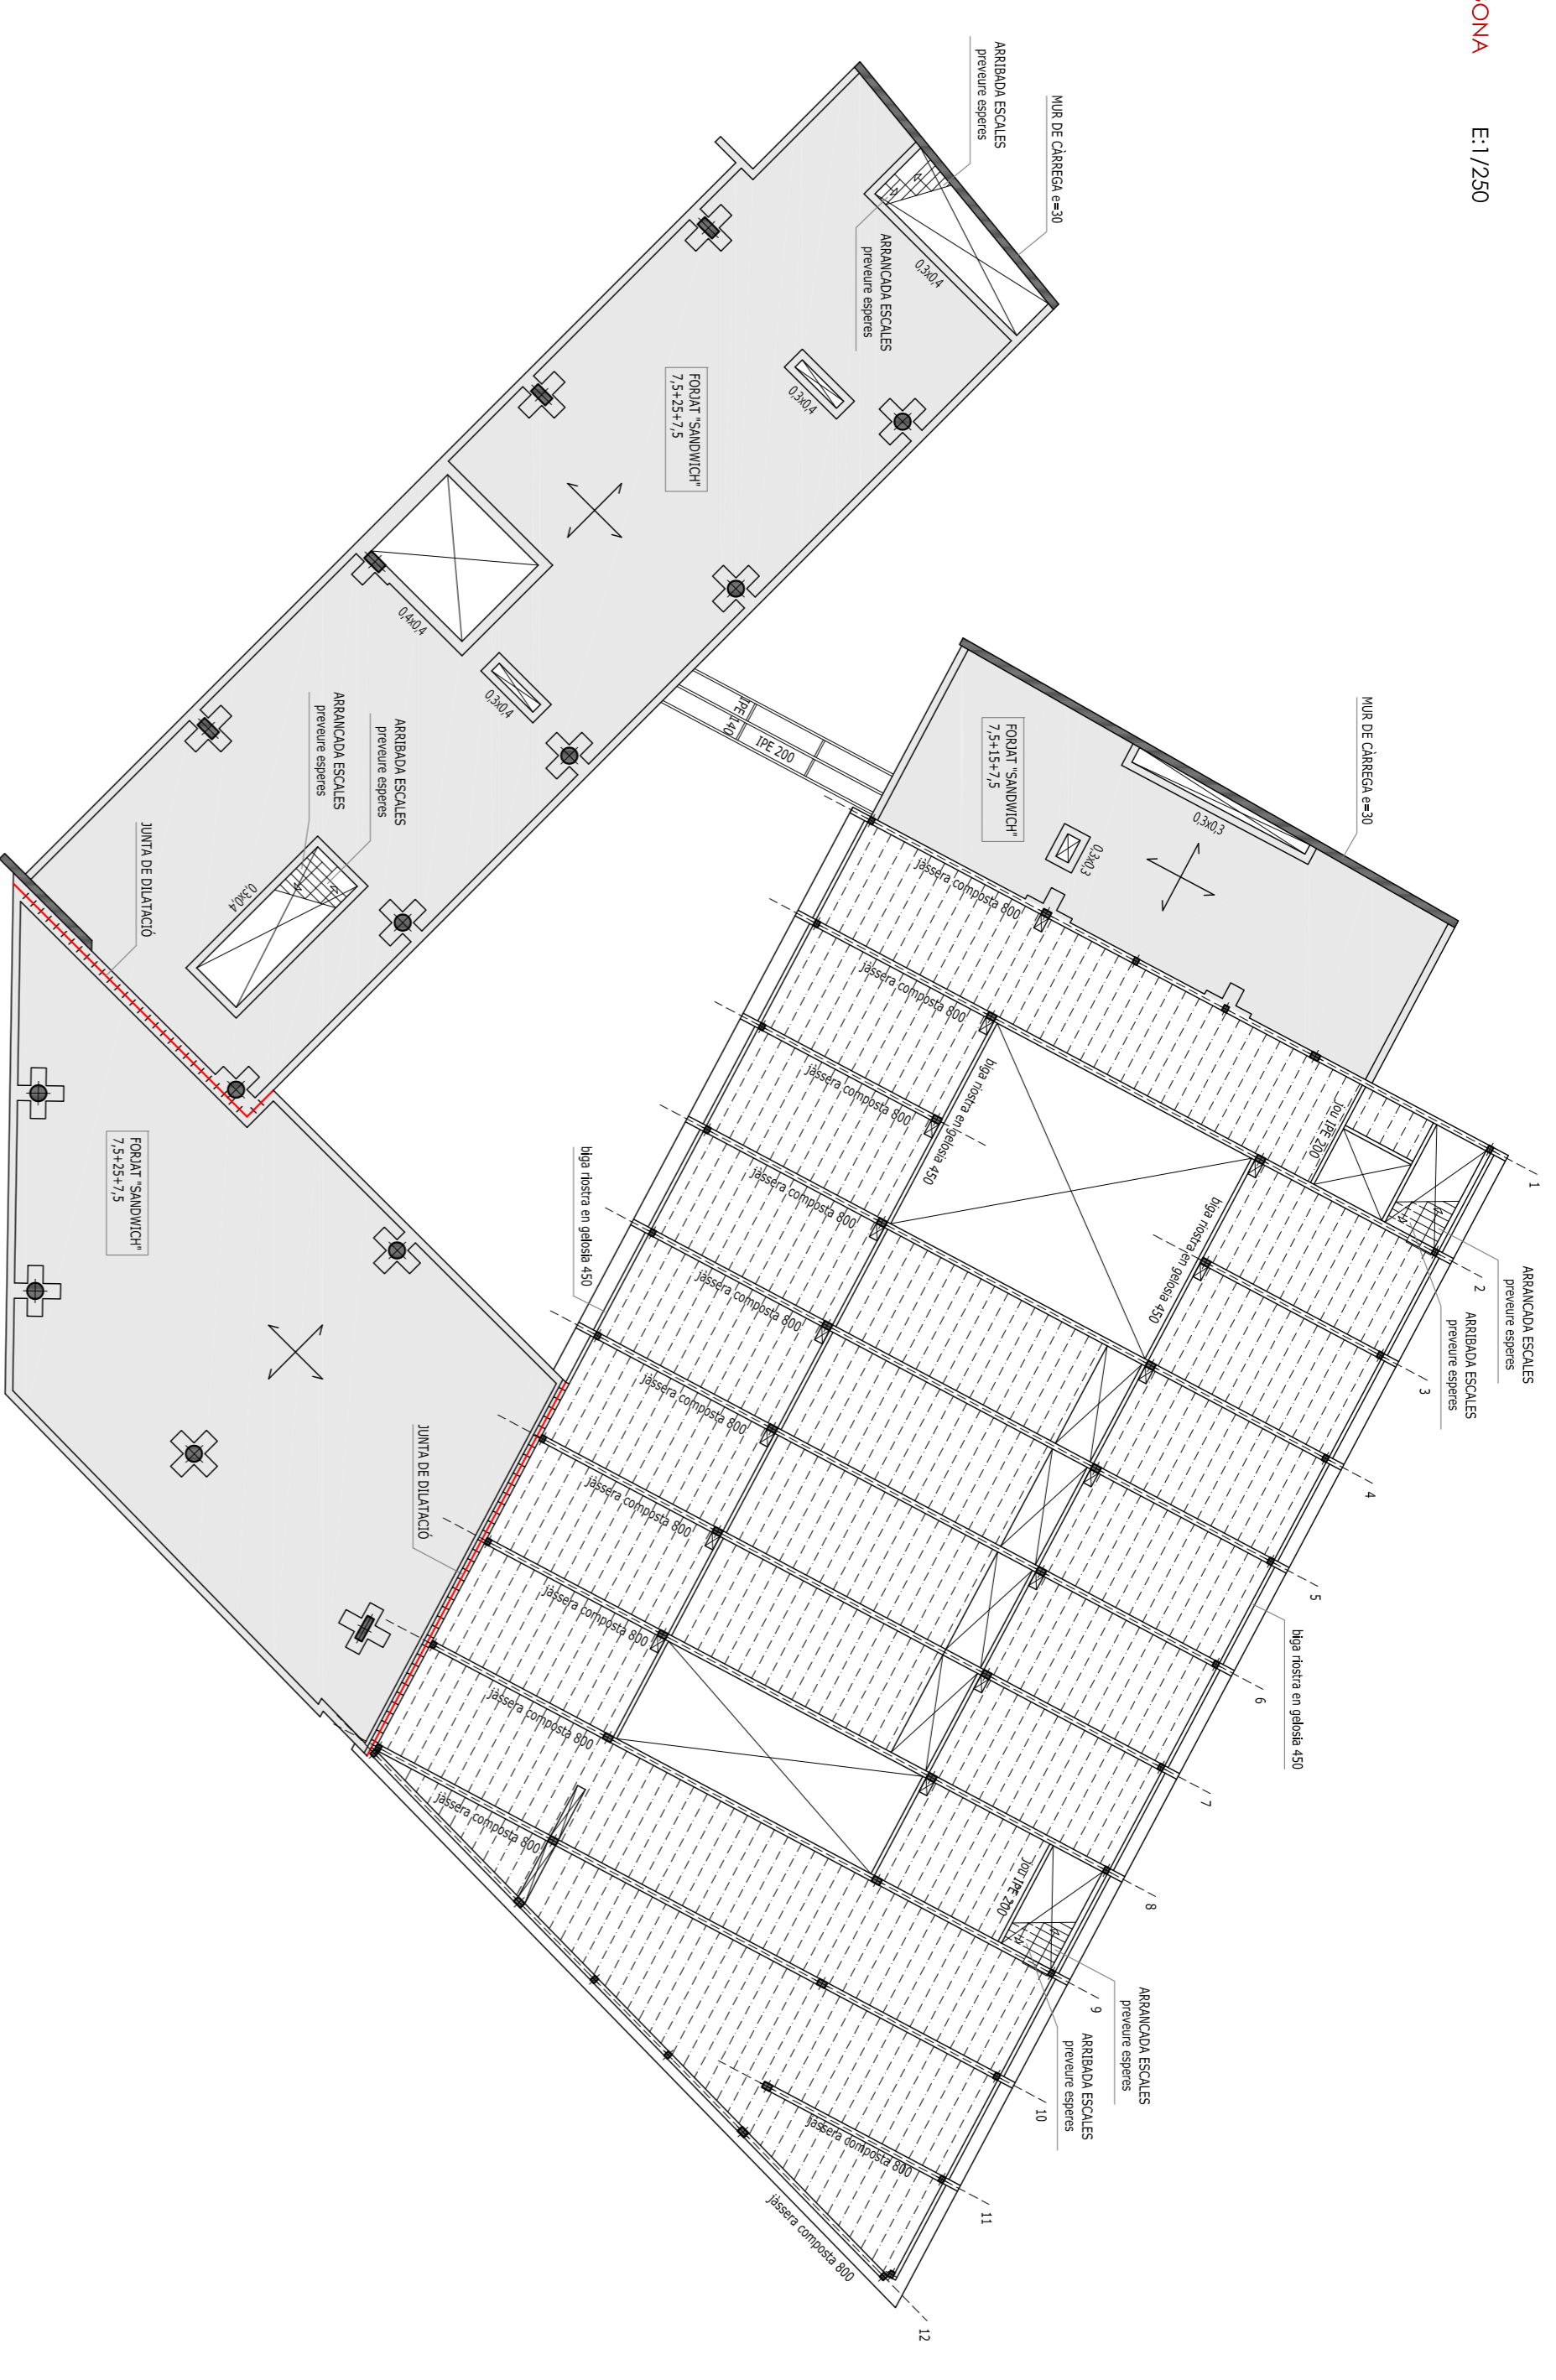 GONA
E:1/250
ARRIBADA ESCALES
preveure esperes
MUR DE CÀRREGA e=30
ARRANCADA ESCALES
preveure esperes
0,3x0,4
0,3x0,4
FORJAT "SANDWICH"
7,5+25+7,5
0,4x0,4
0,3x0,4
IPE 140
IPE 200
MUR DE CÀRREGA e=30
FORJAT "SANDWICH"
7,5+15+7,5
0,3x0,3
0,3x0,3
ARRIBADA ESCALES
preveure esperes
ARRANCADA ESCALES
preveure esperes
0,3x0,4
JUNTA DE DILATACIÓ
FORJAT "SANDWICH"
7,5+25+7,5
JUNTA DE DILATACIÓ
jàssera composta 800
jàssera composta 800
jàssera composta 800
jàssera composta 800
jàssera composta 800
jàssera composta 800
jàssera composta 800
jàssera composta 800
jàssera composta 800
jàssera composta 800
jàssera composta 800
jàssera composta 800
biga riostra en gelosia 450
biga riostra en gelosia 450
biga riostra en gelosia 450
biga riostra en gelosia 450
jou IPE 200
jou IPE 200
ARRANCADA ESCALES
preveure esperes
ARRIBADA ESCALES
preveure esperes
ARRANCADA ESCALES
preveure esperes
ARRIBADA ESCALES
preveure esperes
1
2
3
4
5
6
7
8
9
10
11
12